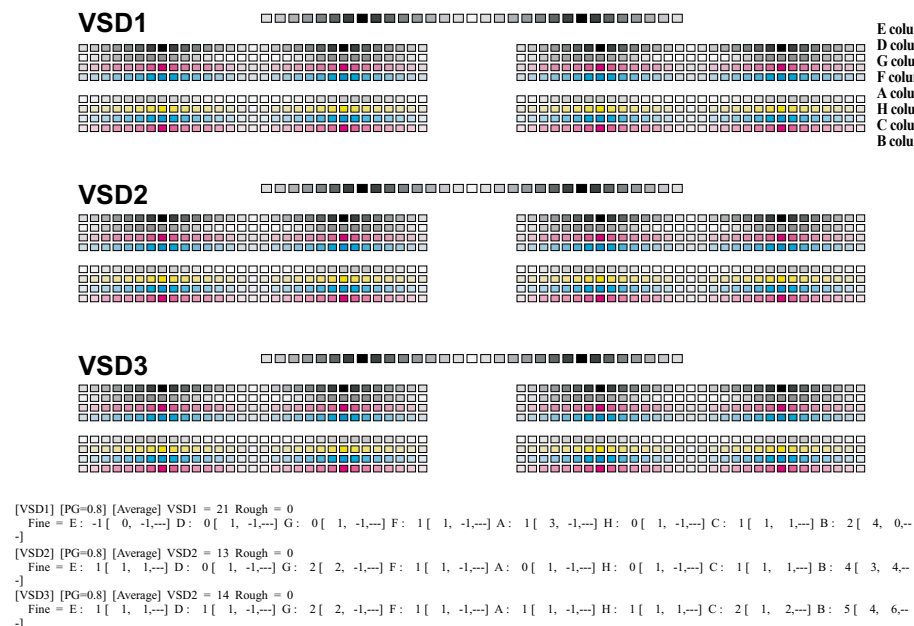 VSD1
E colu
D colu
G colu
F colu
A colu
H colu
C colu
B colu
VSD2
VSD3
[VSD1] [PG=0.8] [Average] VSD1 = 21 Rough = 0
Fine = E: -1 [ 0, -1,---] D: 0 [ 1, -1,---] G: 0 [ 1, -1,---] F: 1 [ 1, -1,---] A: 1 [ 3, -1,---] H: 0 [ 1, -1,---] C: 1 [ 1, 1,---] B: 2 [ 4, 0,--
-]
[VSD2] [PG=0.8] [Average] VSD2 = 13 Rough = 0
Fine = E: 1 [ 1, 1,---] D: 0 [ 1, -1,---] G: 2 [ 2, -1,---] F: 1 [ 1, -1,---] A: 0 [ 1, -1,---] H: 0 [ 1, -1,---] C: 1 [ 1, 1,---] B: 4 [ 3, 4,--
-]
[VSD3] [PG=0.8] [Average] VSD2 = 14 Rough = 0
Fine = E: 1 [ 1, 1,---] D: 1 [ 1, -1,---] G: 2 [ 2, -1,---] F: 1 [ 1, -1,---] A: 1 [ 1, -1,---] H: 1 [ 1, 1,---] C: 2 [ 1, 2,---] B: 5 [ 4, 6,--
-]